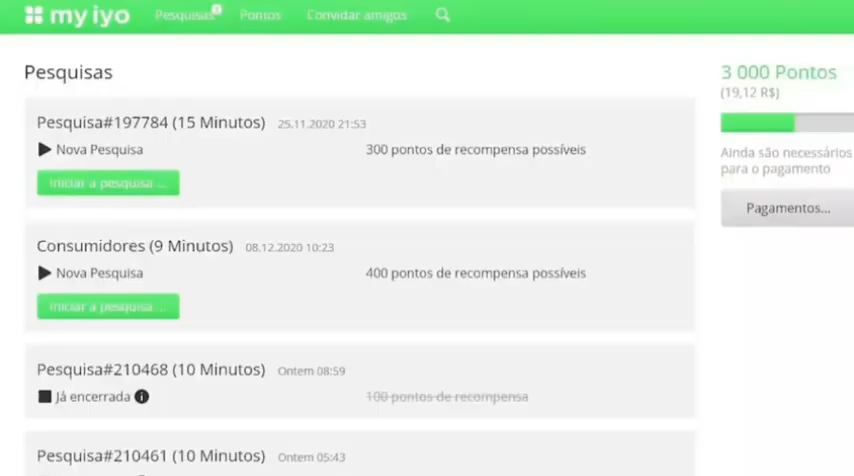 my iyo
Pesquisas 1 Pontos Convidar amigos
Pesquisas
Pesquisa#197784 (15 Minutos) 25.11.2020 21:53
Nova Pesquisa 300 pontos de recompensa possíveis
Iniciar a pesquisa ...
Consumidores (9 Minutos) 08.12.2020 10:23
Nova Pesquisa 400 pontos de recompensa possíveis
Iniciar a pesquisa ...
Pesquisa#210468 (10 Minutos) Ontem 08:59
Já encerrada 100 pontos de recompensa
Pesquisa#210461 (10 Minutos) Ontem 05:43
3 000 Pontos
(19,12 R$)
Ainda são necessários
para o pagamento
Pagamentos...